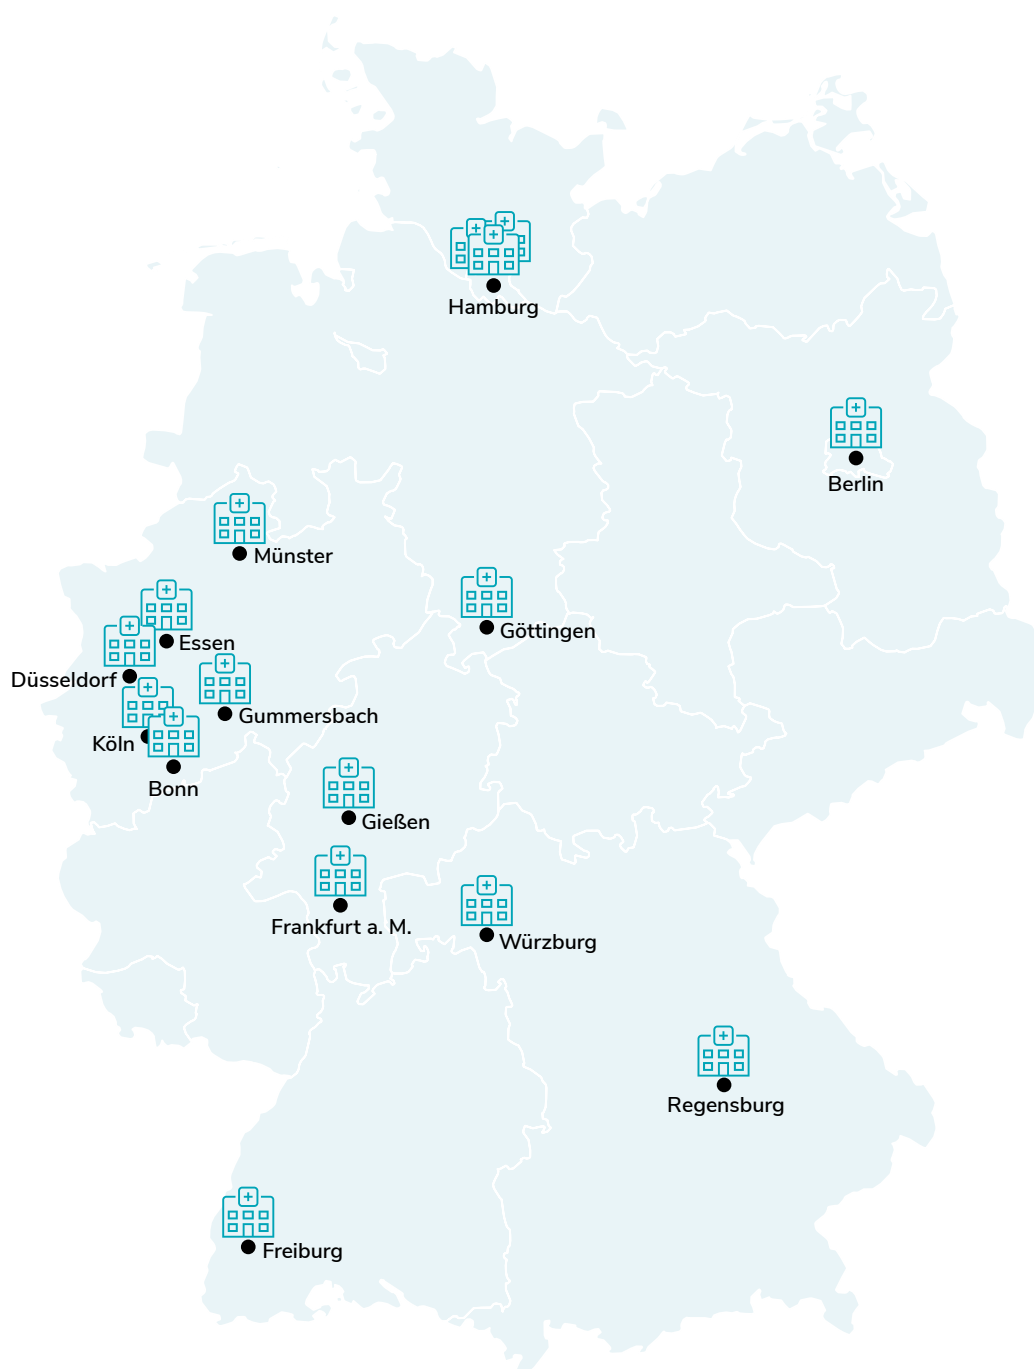 Hamburg
Berlin
Münster
Göttingen
Essen
Düsseldorf
Gummersbach
Köln
Bonn
Gießen
Frankfurt a. M.
Würzburg
Regensburg
Freiburg